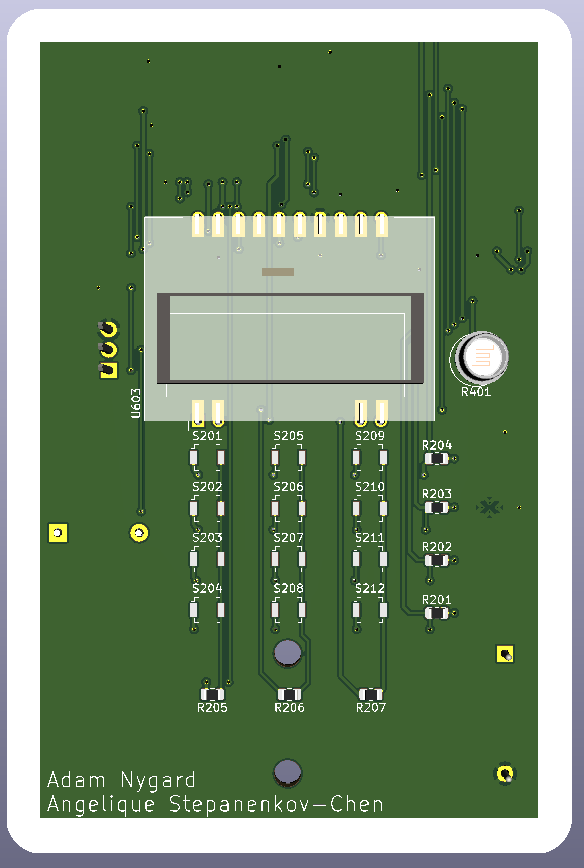 U603
R401
S201 S205 S209
R204
S202 S206 S210
R203
S203 S207 S211
R202
S204 S208 S212
R201
R205 R206 R207
Adam Nygard
Angelique Stepanenkov-Chen